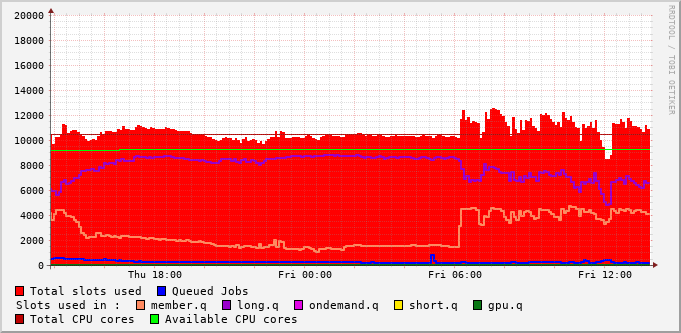 20000
18000
16000
14000
12000
10000
8000
6000
4000
2000
0
Thu 18:00 Fri 00:00 Fri 06:00 Fri 12:00
Total slots used Queued Jobs
Slots used in : member.q long.q ondemand.q short.q gpu.q
Total CPU cores Available CPU cores
RRDTOOL / TOBI OETIKER